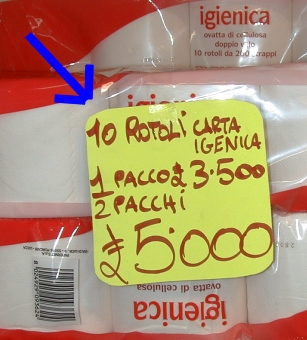 igienica
ovatta di cellulosa
doppio velo
10 rotoli da 200 strappi
10 ROTOLI CARTA
IGENICA
1 PACCO £ 3.500
2 PACCHI
£ 5.000
igienica
ovatta di cellulosa